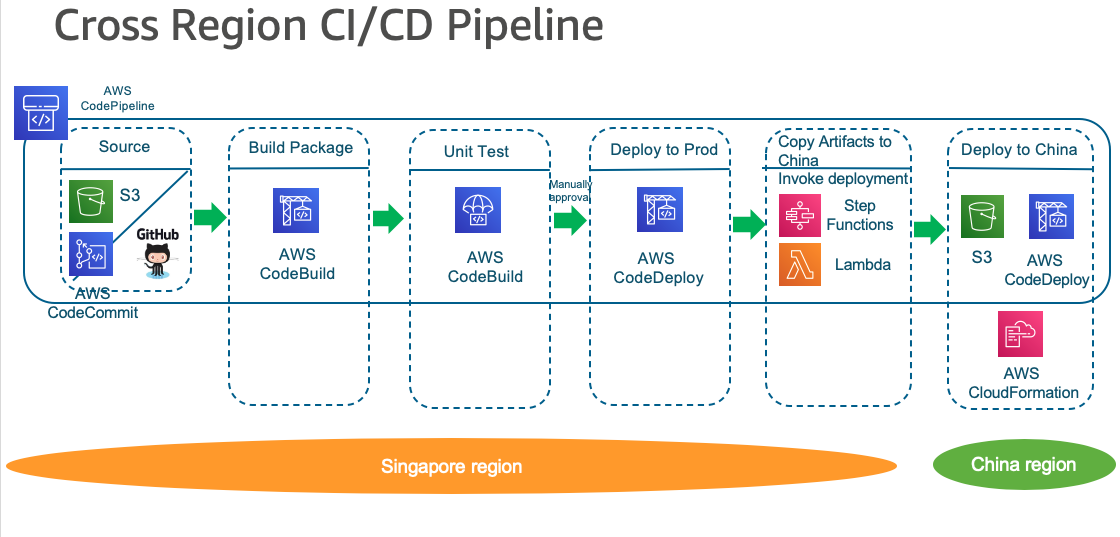 Cross Region CI/CD Pipeline
AWS
CodePipeline
Source
S3
GitHub
AWS
CodeCommit
Build Package
AWS
CodeBuild
Unit Test
AWS
CodeBuild
Manually
approval
Deploy to Prod
AWS
CodeDeploy
Copy Artifacts to
China
Invoke deployment
Step
Functions
Lambda
Deploy to China
S3
AWS
CodeDeploy
AWS
CloudFormation
Singapore region
China region